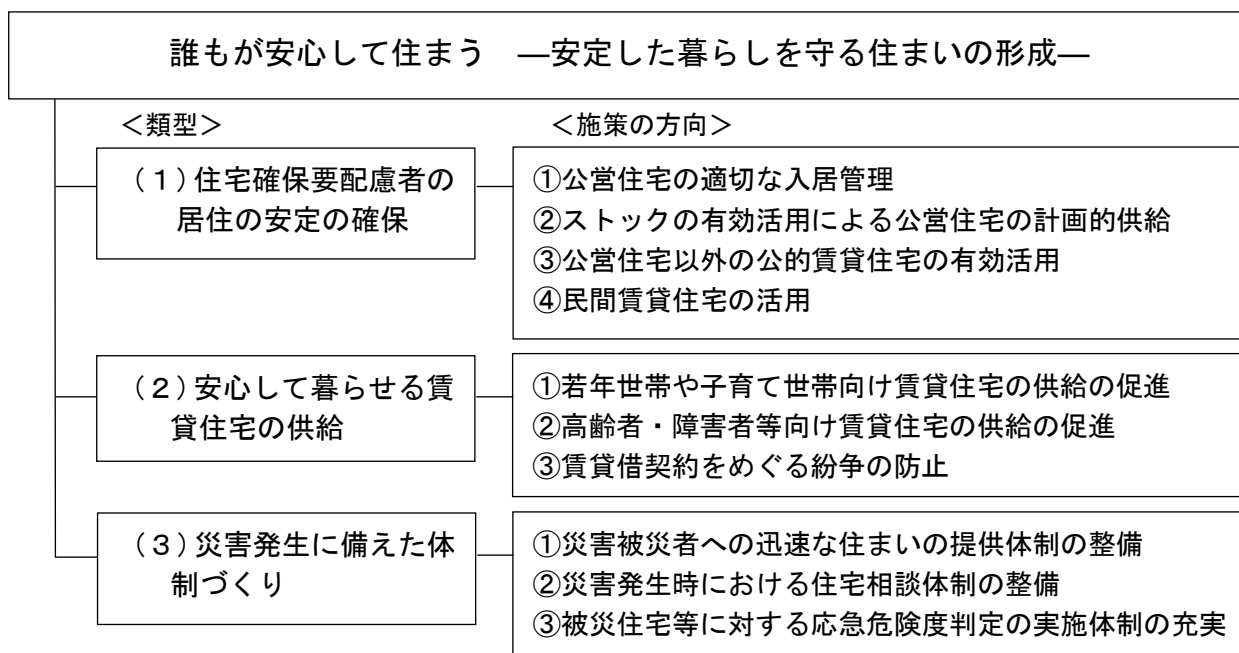 誰もが安心して住まう　―安定した暮らしを守る住まいの形成―
＜類型＞
＜施策の方向＞
（１）住宅確保要配慮者の
居住の安定の確保
①公営住宅の適切な入居管理
②ストックの有効活用による公営住宅の計画的供給
③公営住宅以外の公的賃貸住宅の有効活用
④民間賃貸住宅の活用
（２）安心して暮らせる賃
貸住宅の供給
①若年世帯や子育て世帯向け賃貸住宅の供給の促進
②高齢者・障害者等向け賃貸住宅の供給の促進
③賃貸借契約をめぐる紛争の防止
（３）災害発生に備えた体
制づくり
①災害被災者への迅速な住まいの提供体制の整備
②災害発生時における住宅相談体制の整備
③被災住宅等に対する応急危険度判定の実施体制の充実